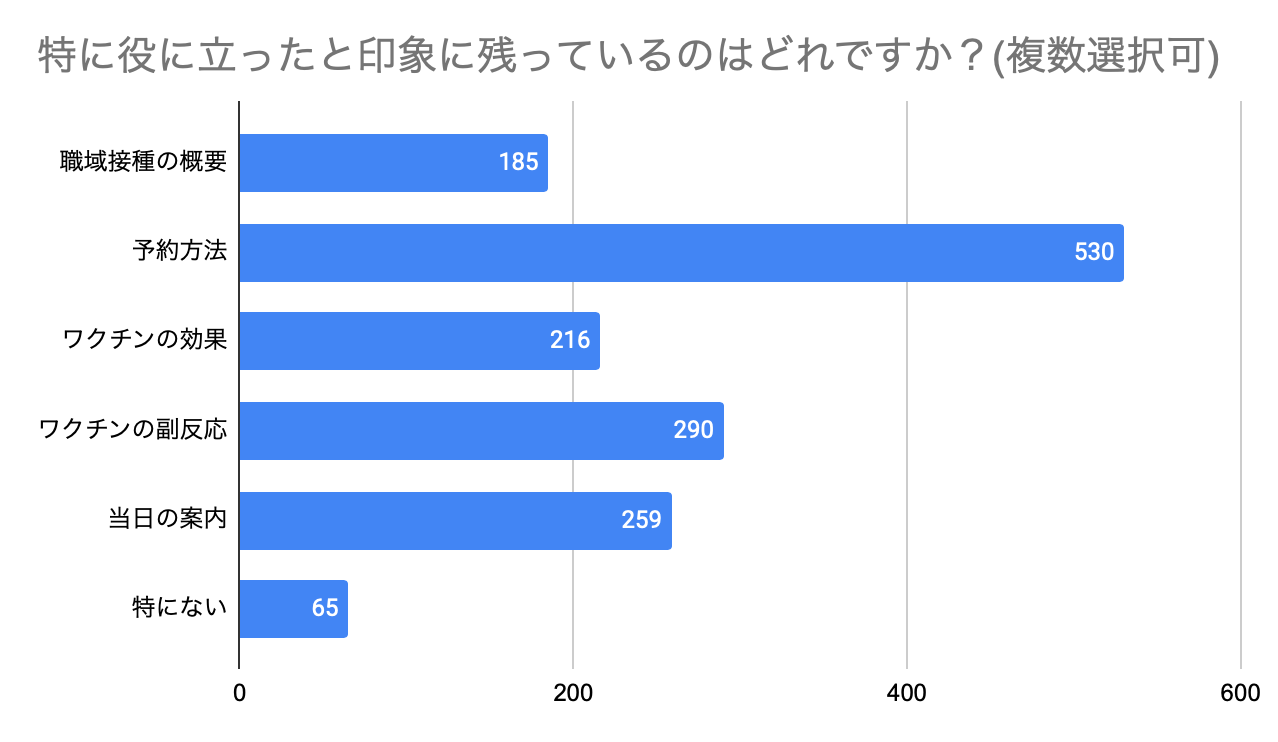 特に役に立ったと印象に残っているのはどれですか？(複数選択可)
職域接種の概要
185
予約方法
530
ワクチンの効果
216
ワクチンの副反応
290
当日の案内
259
特にない
65
0
200
400
600